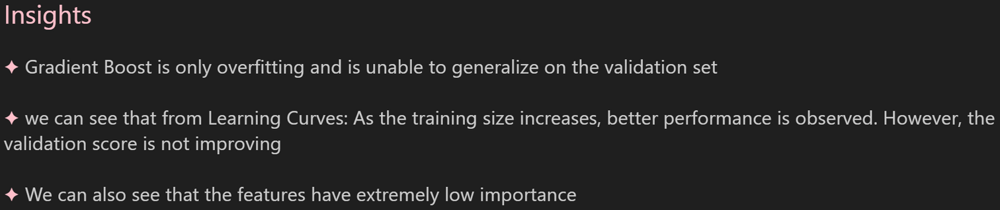 Insights
✦ Gradient Boost is only overfitting and is unable to generalize on the validation set
✦ we can see that from Learning Curves: As the training size increases, better performance is observed. However, the
validation score is not improving
✦ We can also see that the features have extremely low importance